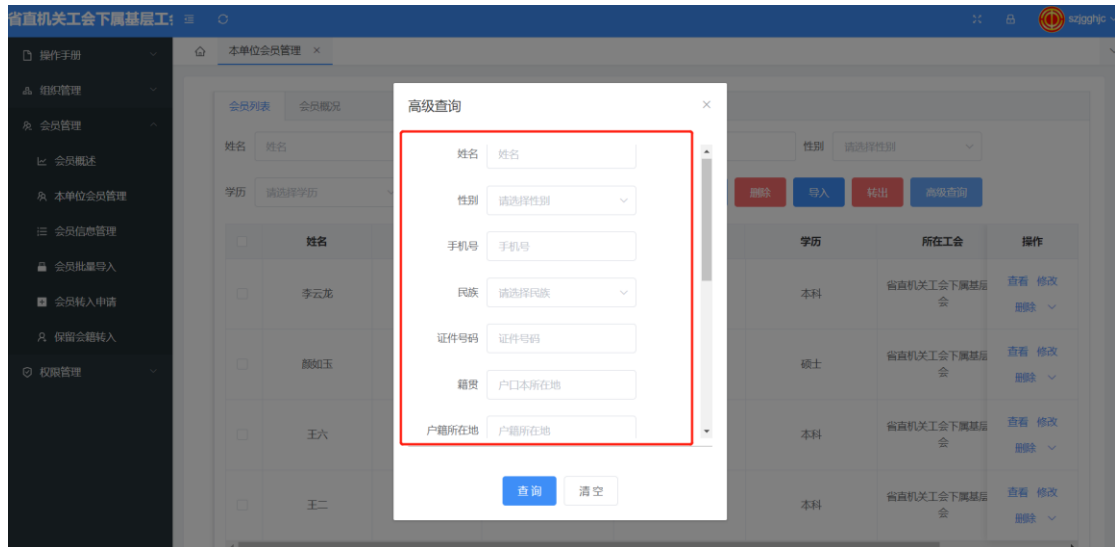 省直机关工会下属基层工会
szjgghjc
操作手册
本单位会员管理 ×
组织管理
会员管理
会员概述
本单位会员管理
会员信息管理
会员批量导入
会员转入申请
保留会籍转入
权限管理
会员列表 会员概况
姓名 姓名 性别 请选择性别
学历 请选择学历 删除 导入 转出 高级查询
姓名 学历 所在工会 操作
李云龙 本科 省直机关工会下属基层
会
查看 修改
删除
颜如玉 硕士 省直机关工会下属基层
会
查看 修改
删除
王六 本科 省直机关工会下属基层
会
查看 修改
删除
王二 本科 省直机关工会下属基层
会
查看 修改
删除
高级查询 ×
姓名 姓名
性别 请选择性别
手机号 手机号
民族 请选择民族
证件号码 证件号码
籍贯 户口本所在地
户籍所在地 户籍所在地
查 询 清 空